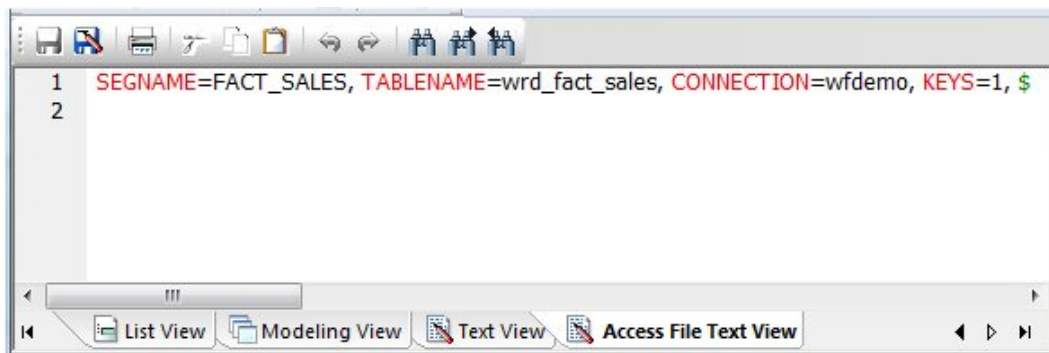 1 SEGNAME=FACT_SALES, TABLENAME=wrd_fact_sales, CONNECTION=wfdemo, KEYS=1, $
2
List View Modeling View Text View Access File Text View